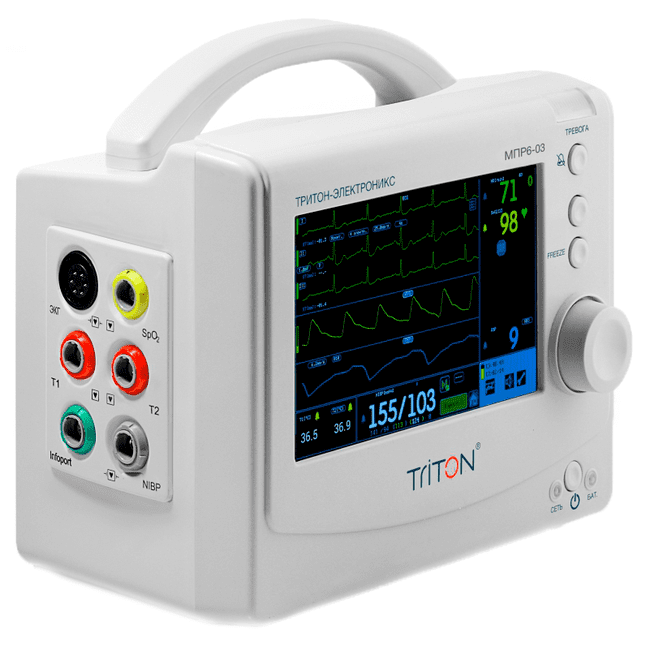 ТРЕВОГА
МПР6-03
ТРИТОН-ЭЛЕКТРОНИКС
71
98
FREEZE
ЭКГ
SpO₂
T1
T2
Infoport
NIBP
9
155/103
36.5
36.9
TRITON®
СЕТЬ
БАТ.